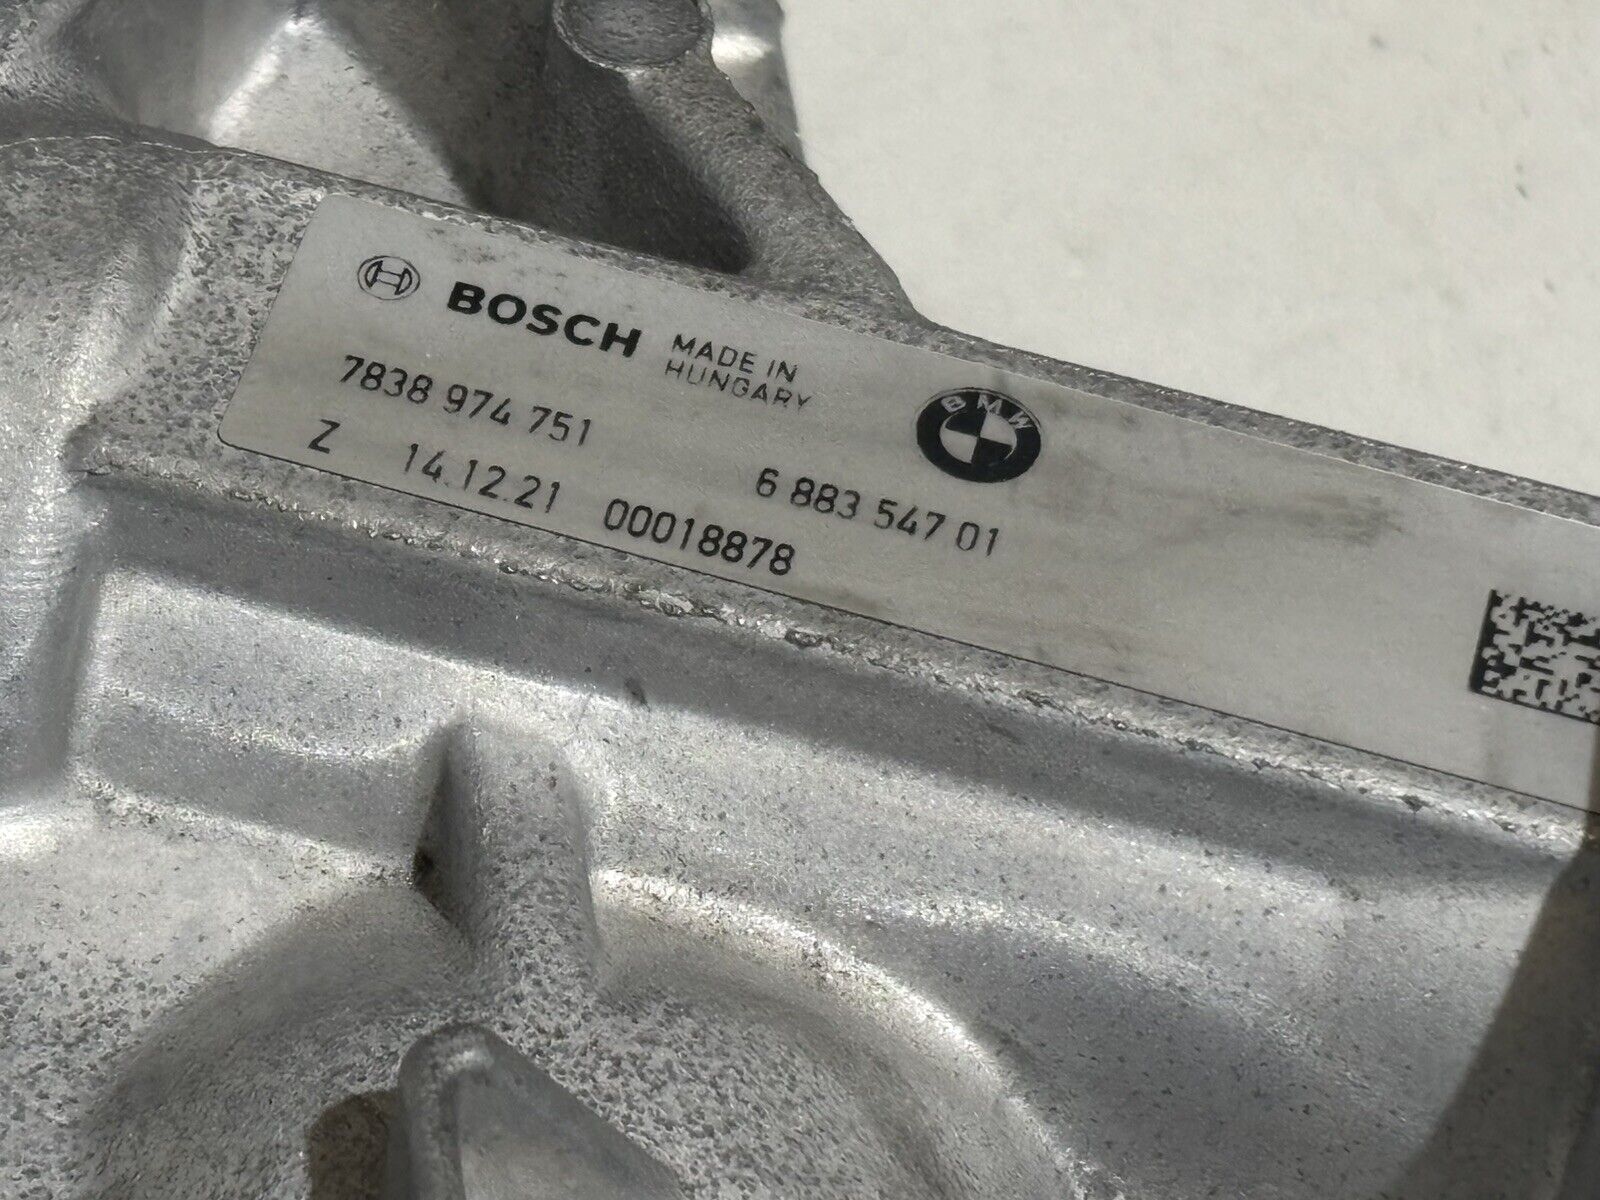 BOSCH MADE IN
HUNGARY
BMW
7838 974 751
6 883 547 01
Z 14.12.21 00018878